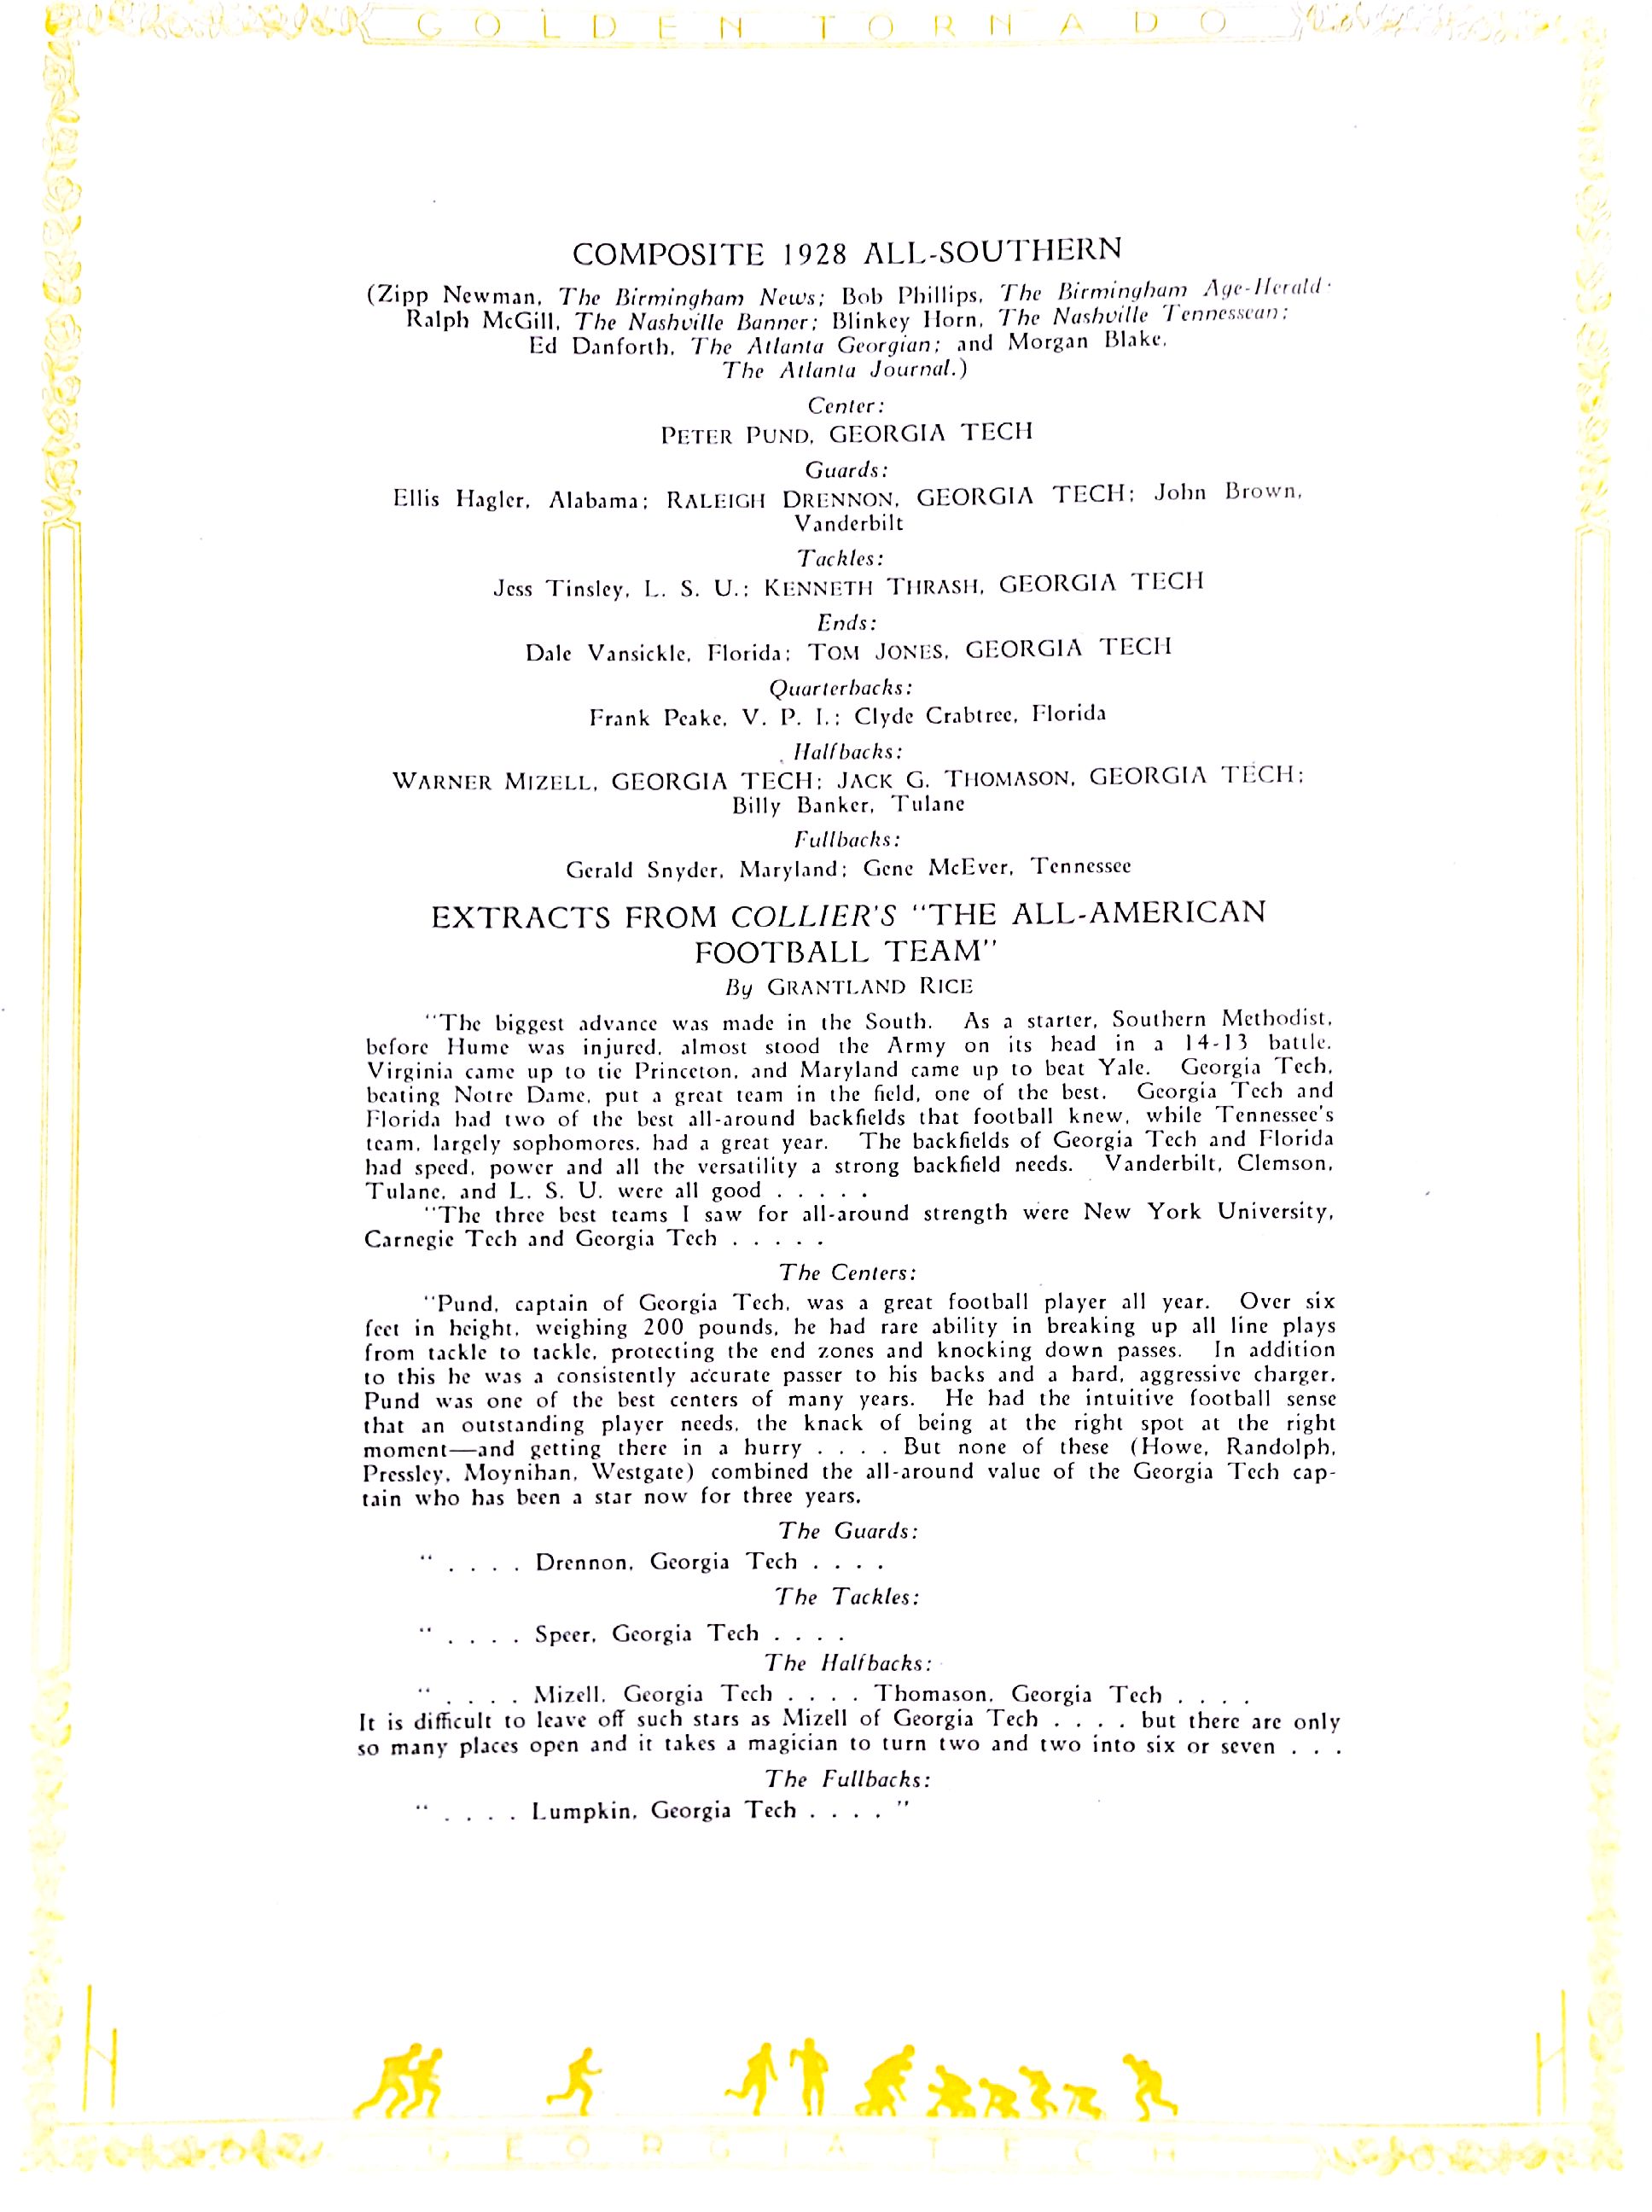 GOLDEN TORNADO
COMPOSITE 1928 ALL-SOUTHERN
(Zipp Newman, The Birmingham News; Bob Phillips, The Birmingham Age-Herald;
Ralph McGill, The Nashville Banner; Blinkey Horn, The Nashville Tennessean;
Ed Danforth, The Atlanta Georgian; and Morgan Blake,
The Atlanta Journal.)
Center:
PETER PUND, GEORGIA TECH
Guards:
Ellis Hagler, Alabama; RALEIGH DRENNON, GEORGIA TECH; John Brown,
Vanderbilt
Tackles:
Jess Tinsley, L. S. U.; KENNETH THRASH, GEORGIA TECH
Ends:
Dale Vansickle, Florida; TOM JONES, GEORGIA TECH
Quarterbacks:
Frank Peake, V. P. I.; Clyde Crabtree, Florida
Halfbacks:
WARNER MIZELL, GEORGIA TECH; JACK G. THOMASON, GEORGIA TECH;
Billy Banker, Tulane
Fullbacks:
Gerald Snyder, Maryland; Gene McEver, Tennessee
EXTRACTS FROM COLLIER'S "THE ALL-AMERICAN
FOOTBALL TEAM"
By GRANTLAND RICE
"The biggest advance was made in the South. As a starter, Southern Methodist,
before Hume was injured, almost stood the Army on its head in a 14-13 battle.
Virginia came up to tie Princeton, and Maryland came up to beat Yale. Georgia Tech,
beating Notre Dame, put a great team in the field, one of the best. Georgia Tech and
Florida had two of the best all-around backfields that football knew, while Tennessee's
team, largely sophomores, had a great year. The backfields of Georgia Tech and Florida
had speed, power and all the versatility a strong backfield needs. Vanderbilt, Clemson,
Tulane, and L. S. U. were all good . . . . .
"The three best teams I saw for all-around strength were New York University,
Carnegie Tech and Georgia Tech . . . . .
The Centers:
"Pund, captain of Georgia Tech, was a great football player all year. Over six
feet in height, weighing 200 pounds, he had rare ability in breaking up all line plays
from tackle to tackle, protecting the end zones and knocking down passes. In addition
to this he was a consistently accurate passer to his backs and a hard, aggressive charger.
Pund was one of the best centers of many years. He had the intuitive football sense
that an outstanding player needs, the knack of being at the right spot at the right
moment—and getting there in a hurry . . . . But none of these (Howe, Randolph,
Pressley, Moynihan, Westgate) combined the all-around value of the Georgia Tech cap-
tain who has been a star now for three years.
The Guards:
" . . . . Drennon, Georgia Tech . . . .
The Tackles:
" . . . . Speer, Georgia Tech . . . .
The Halfbacks:
" . . . . Mizell, Georgia Tech . . . . Thomason, Georgia Tech . . . .
It is difficult to leave off such stars as Mizell of Georgia Tech . . . . but there are only
so many places open and it takes a magician to turn two and two into six or seven . . .
The Fullbacks:
" . . . . Lumpkin, Georgia Tech . . . . "
GEORGIA TECH